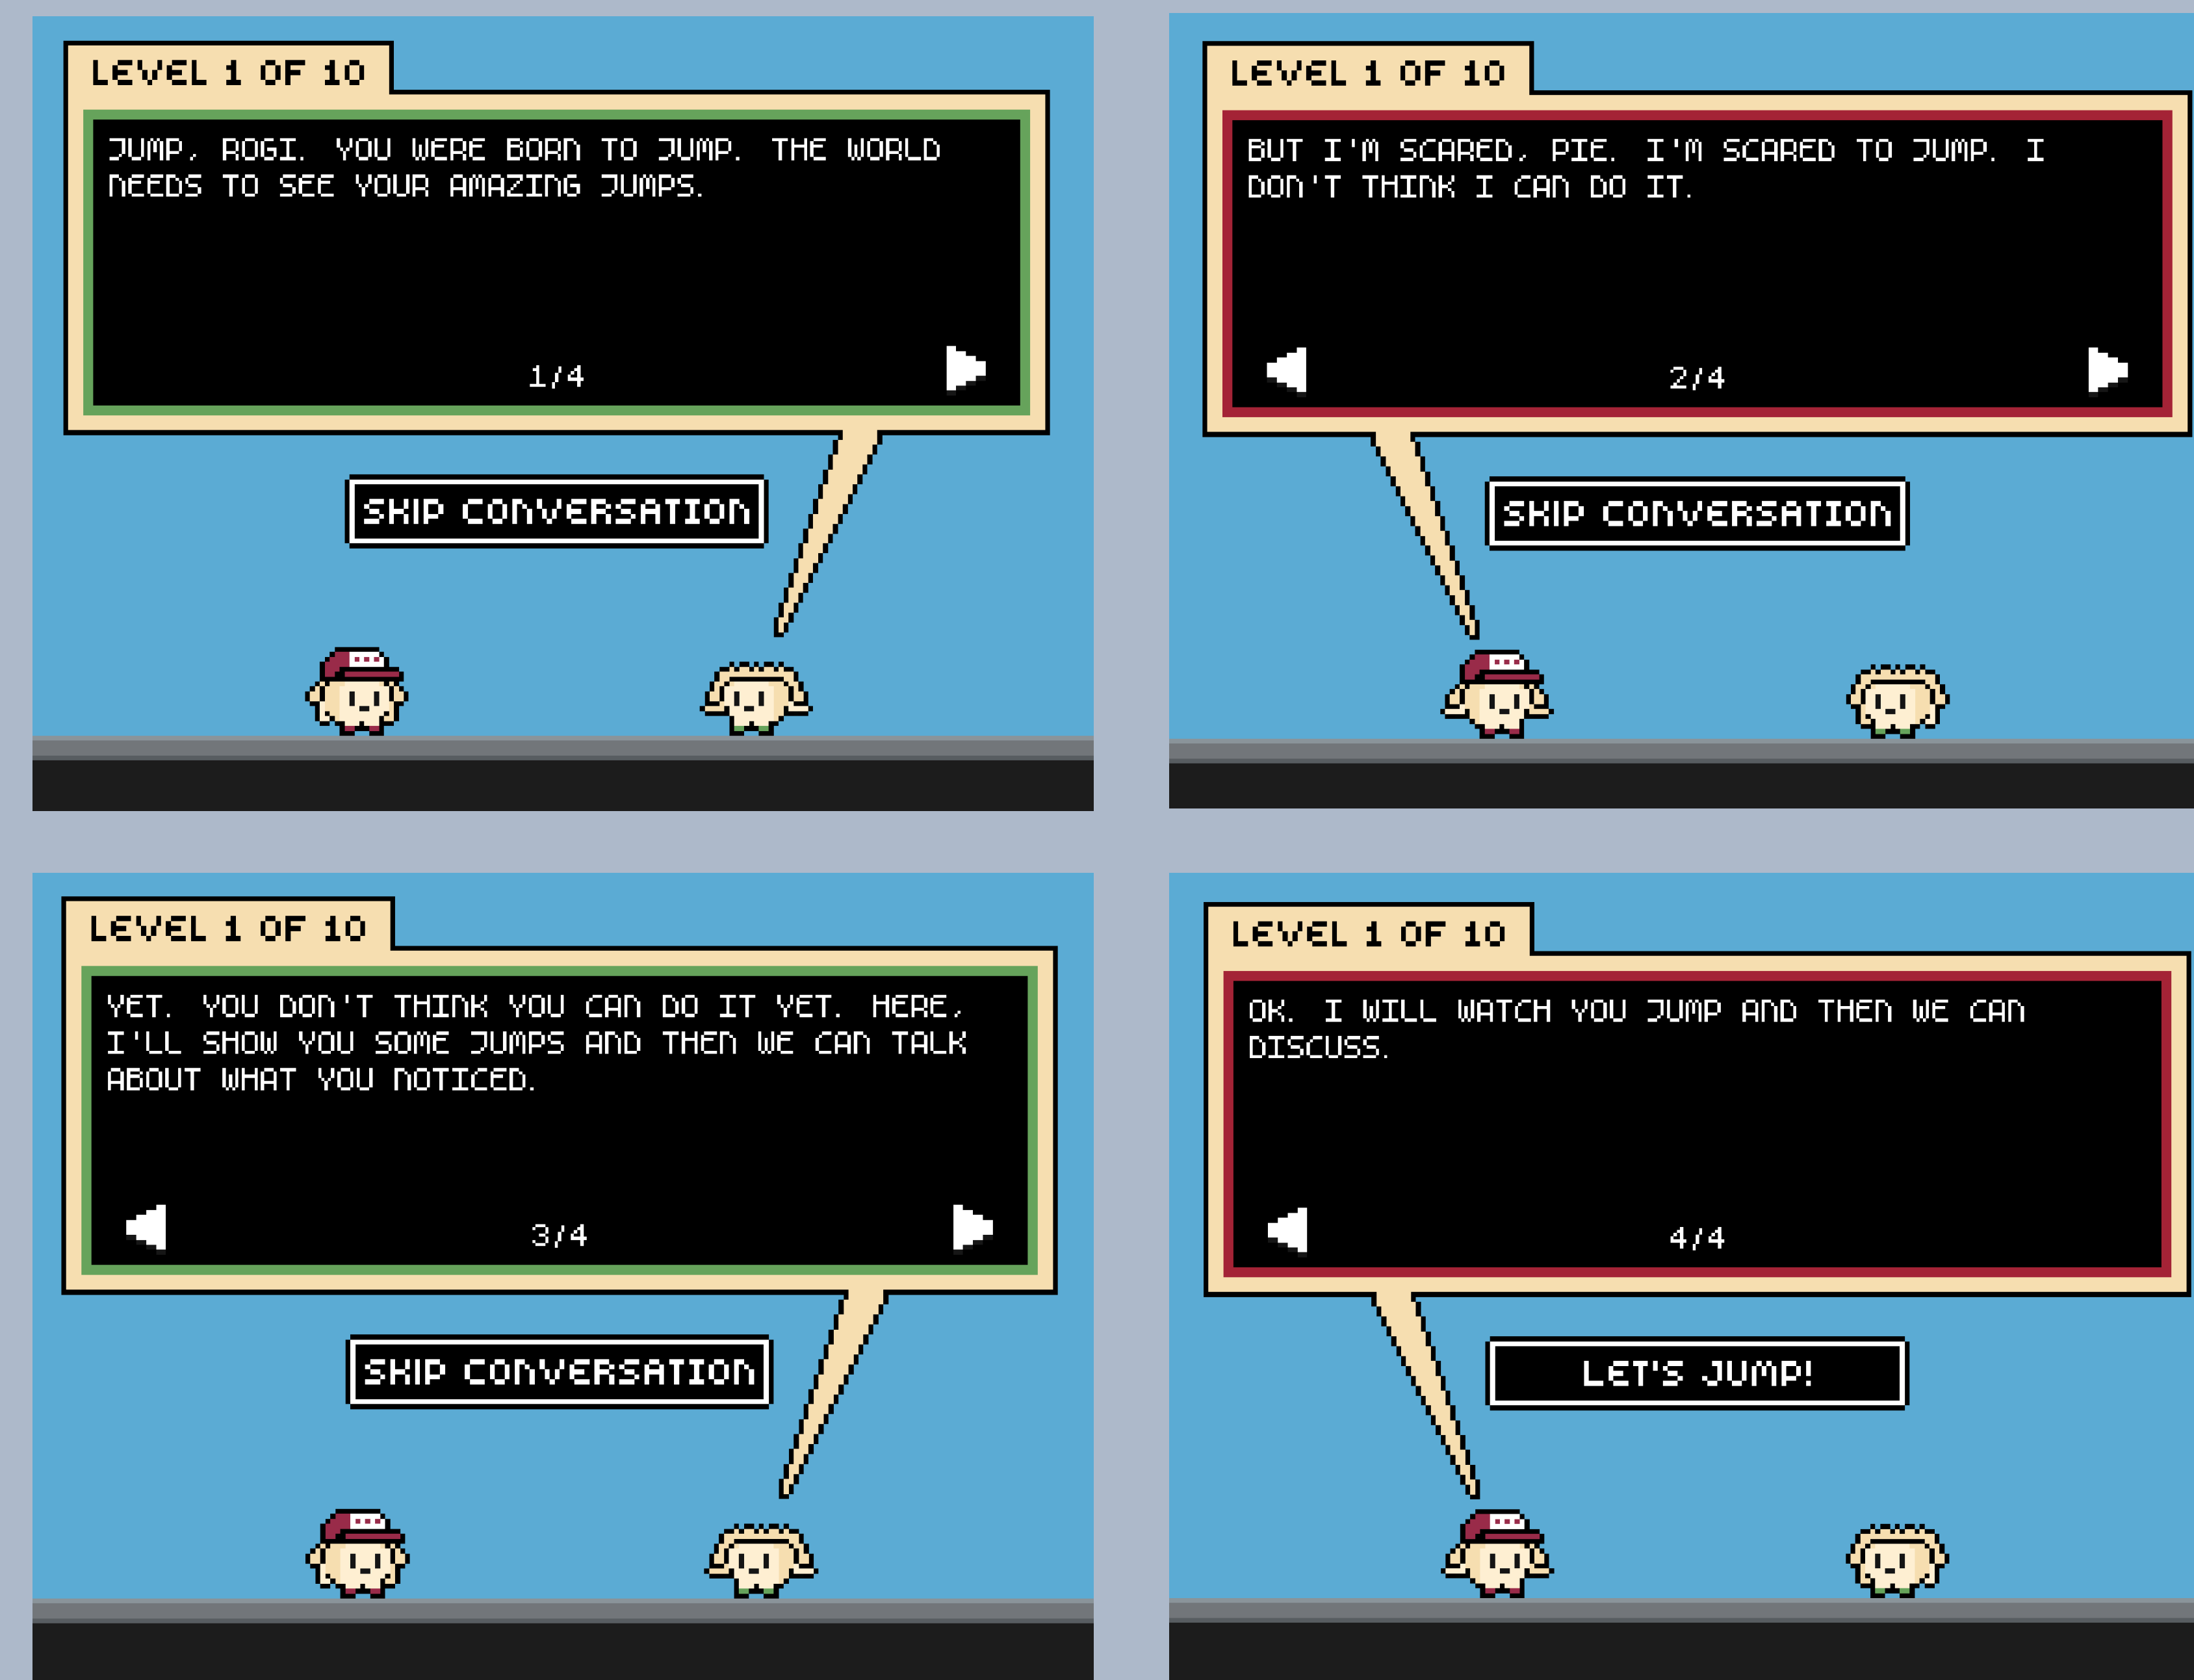 LEVEL 1 OF 10
JUMP, ROGI. YOU WERE BORN TO JUMP. THE WORLD
NEEDS TO SEE YOUR AMAZING JUMPS.
1/4
SKIP CONVERSATION
LEVEL 1 OF 10
BUT I'M SCARED, PIE. I'M SCARED TO JUMP. I
DON'T THINK I CAN DO IT.
2/4
SKIP CONVERSATION
LEVEL 1 OF 10
YET. YOU DON'T THINK YOU CAN DO IT YET. HERE,
I'LL SHOW YOU SOME JUMPS AND THEN WE CAN TALK
ABOUT WHAT YOU NOTICED.
3/4
SKIP CONVERSATION
LEVEL 1 OF 10
OK. I WILL WATCH YOU JUMP AND THEN WE CAN
DISCUSS.
4/4
LET'S JUMP!